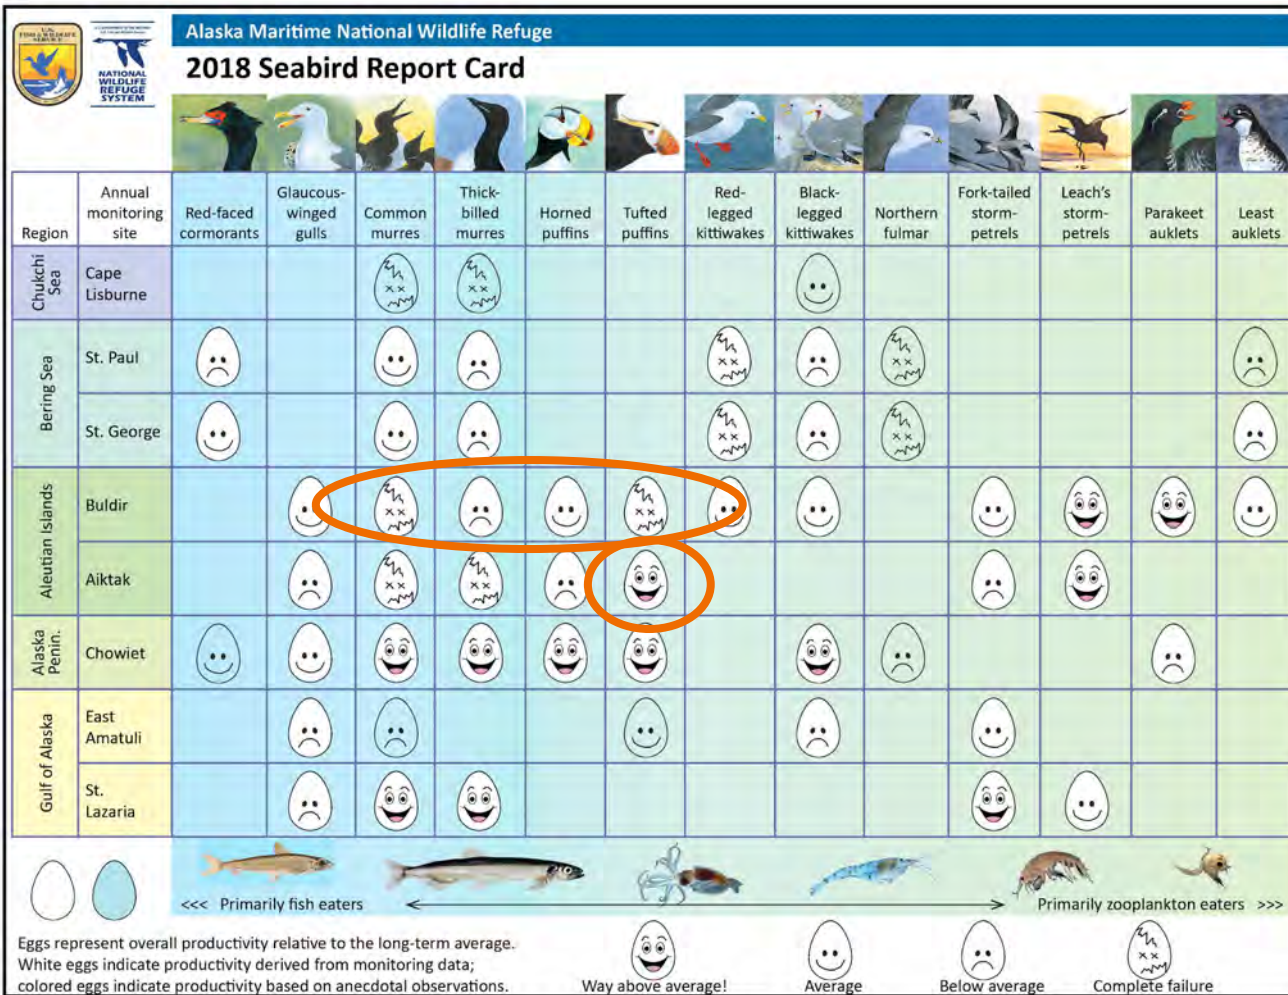 U.S.
FISH & WILDLIFE
SERVICE
NATIONAL
WILDLIFE
REFUGE
SYSTEM
Alaska Maritime National Wildlife Refuge
2018 Seabird Report Card
Region
Annual
monitoring
site
Red-faced
cormorants
Glaucous-
winged
gulls
Common
murres
Thick-
billed
murres
Horned
puffins
Tufted
puffins
Red-
legged
kittiwakes
Black-
legged
kittiwakes
Northern
fulmar
Fork-tailed
storm-
petrels
Leach's
storm-
petrels
Parakeet
auklets
Least
auklets
Chukchi
Sea
Cape
Lisburne
Bering Sea
St. Paul
St. George
Aleutian Islands
Buldir
Aiktak
Alaska
Penin.
Chowiet
Gulf of Alaska
East
Amatuli
St.
Lazaria
<<< Primarily fish eaters
Primarily zooplankton eaters >>>
Eggs represent overall productivity relative to the long-term average.
White eggs indicate productivity derived from monitoring data;
colored eggs indicate productivity based on anecdotal observations.
Way above average!
Average
Below average
Complete failure